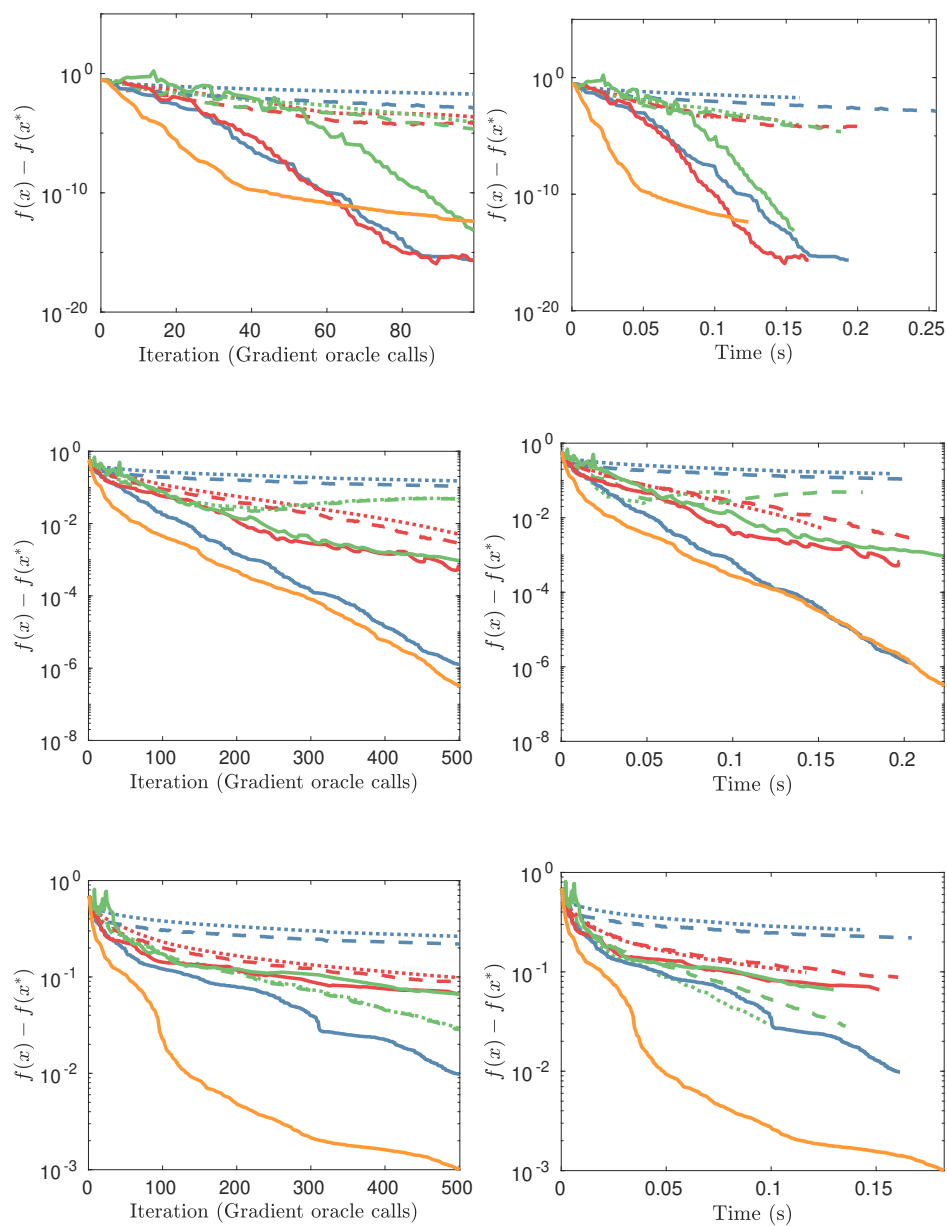 10^0
10^-10
10^-20
f(x) − f(x*)
0 20 40 60 80
Iteration (Gradient oracle calls)
10^0
10^-10
10^-20
f(x) − f(x*)
0 0.05 0.1 0.15 0.2 0.25
Time (s)
10^0
10^-2
10^-4
10^-6
10^-8
f(x) − f(x*)
0 100 200 300 400 500
Iteration (Gradient oracle calls)
10^0
10^-2
10^-4
10^-6
10^-8
f(x) − f(x*)
0 0.05 0.1 0.15 0.2
Time (s)
10^0
10^-1
10^-2
10^-3
f(x) − f(x*)
0 100 200 300 400 500
Iteration (Gradient oracle calls)
10^0
10^-1
10^-2
10^-3
f(x) − f(x*)
0 0.05 0.1 0.15
Time (s)